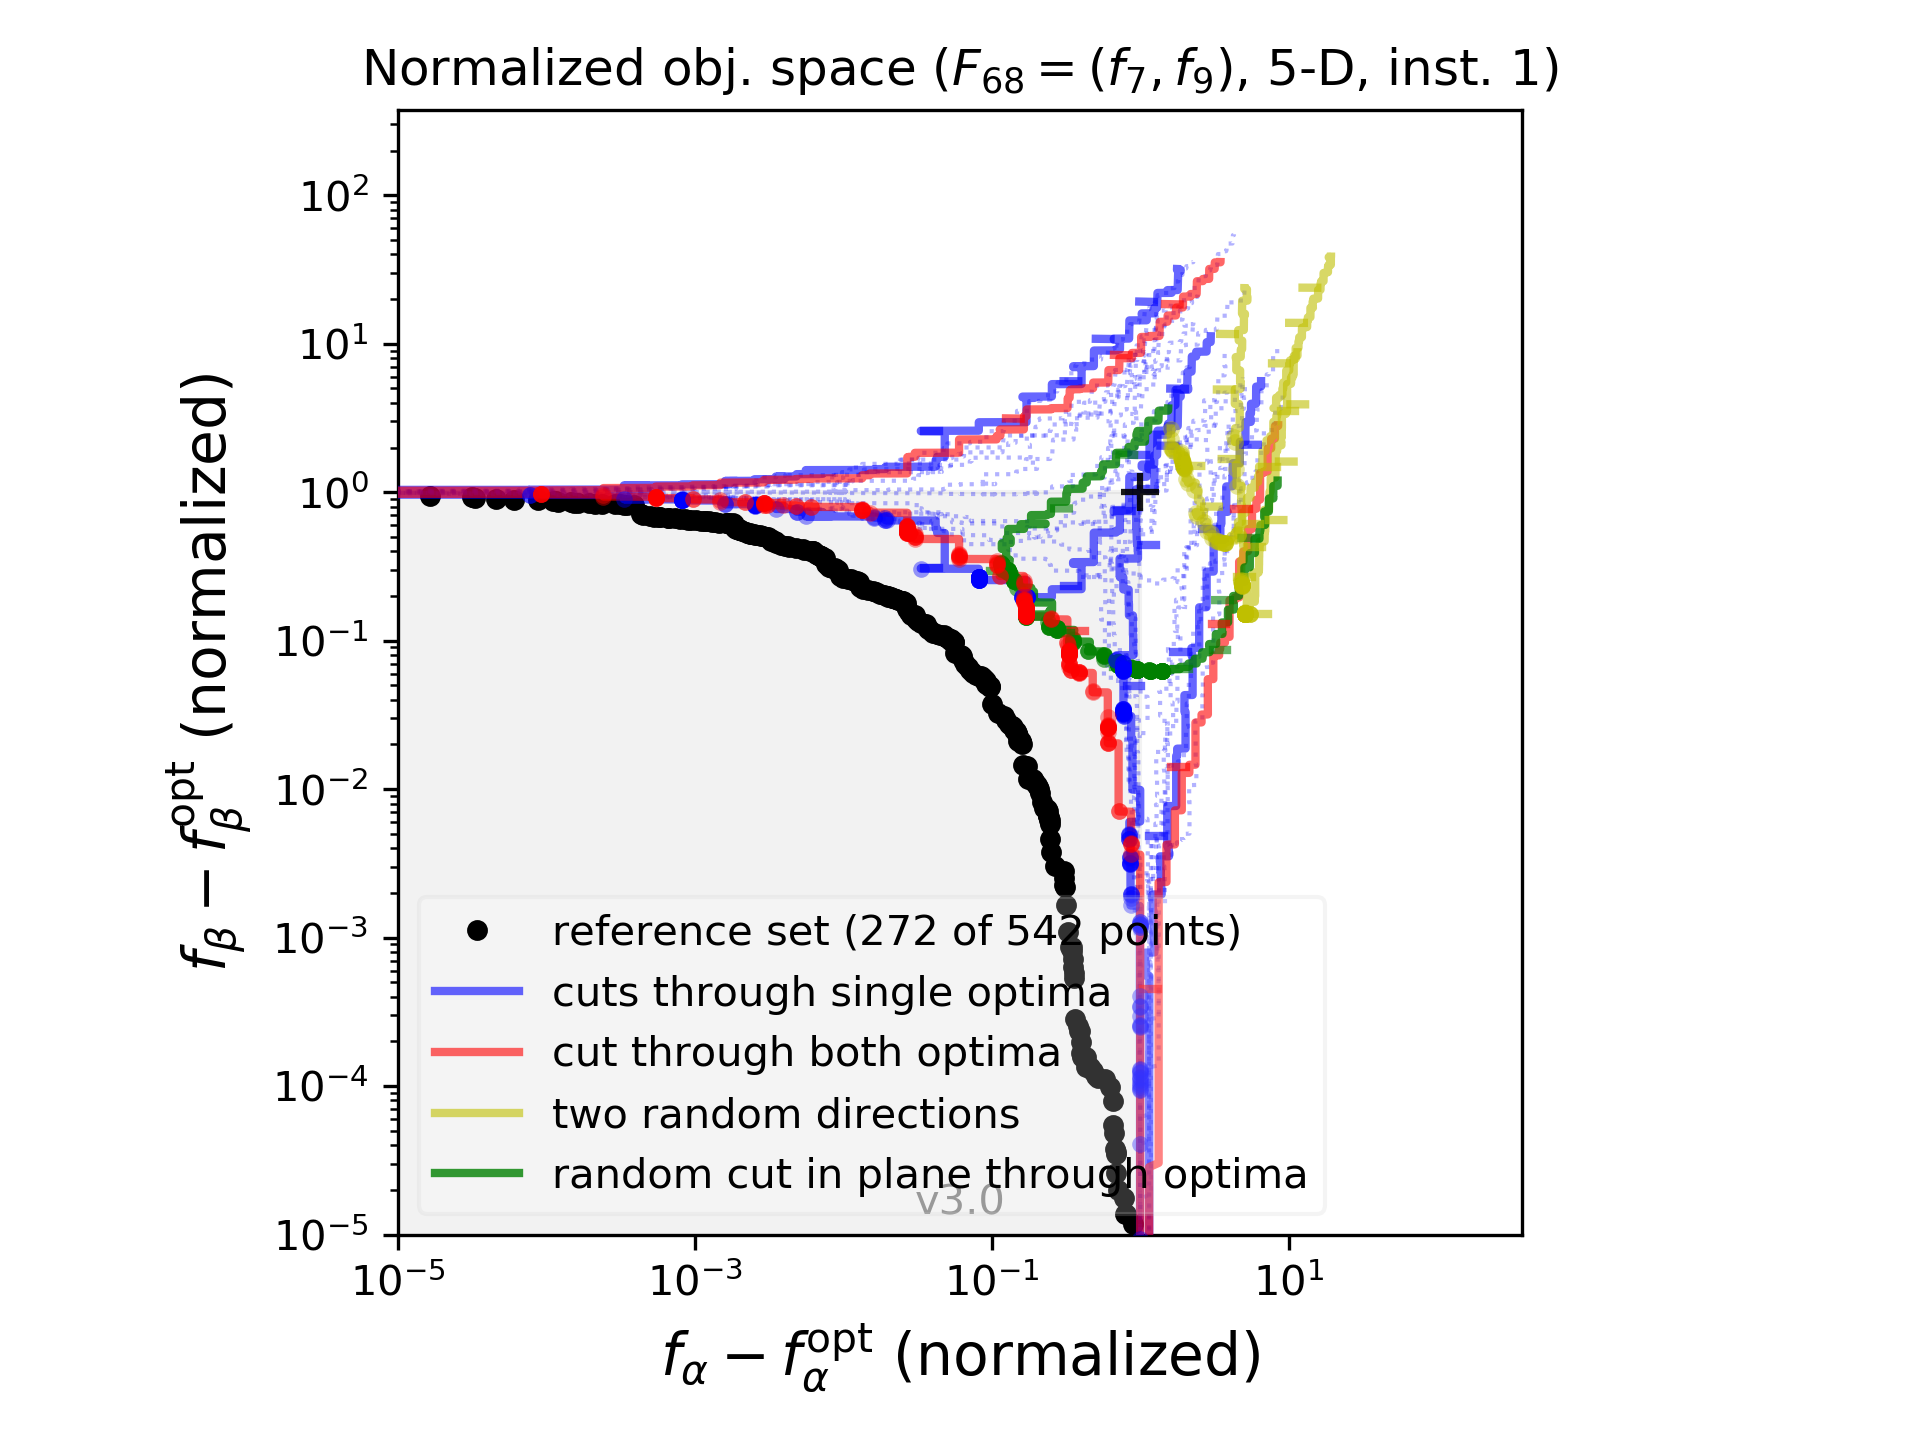 Normalized obj. space (F₆₈ = (f₇, f₉), 5-D, inst. 1)
10²
10¹
10⁰
10⁻¹
10⁻²
10⁻³
10⁻⁴
10⁻⁵
f_β − f_β^opt (normalized)
reference set (272 of 542 points)
cuts through single optima
cut through both optima
two random directions
random cut in plane through optima
v3.0
10⁻⁵ 10⁻³ 10⁻¹ 10¹
f_α − f_α^opt (normalized)